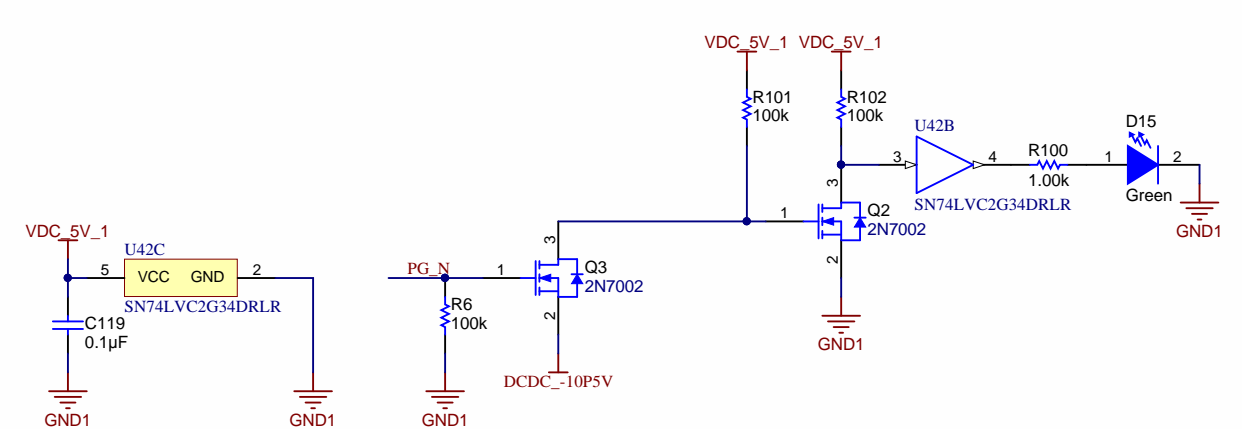 VDC_5V_1
VDC_5V_1
R101
100k
R102
100k
U42B
3
4
SN74LVC2G34DRLR
R100
1.00k
D15
1
2
Green
GND1
3
1
Q2
2N7002
2
GND1
VDC_5V_1
U42C
5
VCC
GND
2
SN74LVC2G34DRLR
C119
0.1µF
GND1
GND1
PG_N
1
3
Q3
2N7002
2
R6
100k
GND1
DCDC_-10P5V